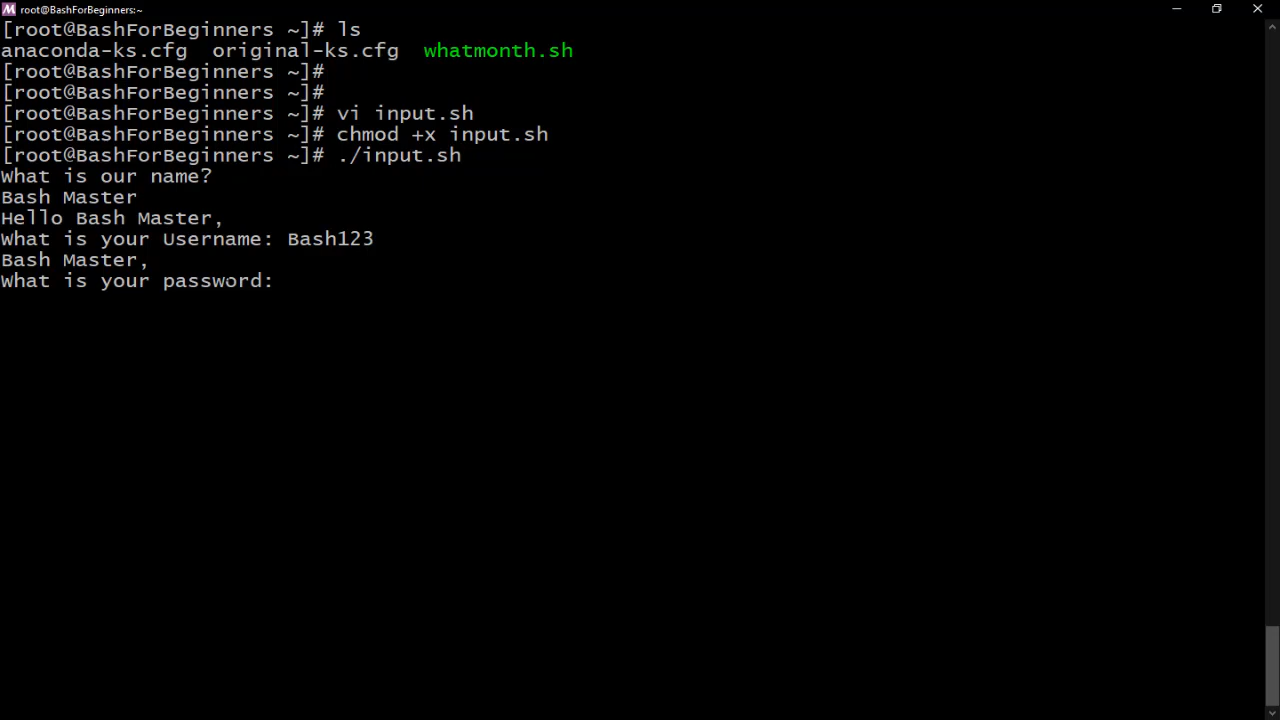 root@BashForBeginners:~
[root@BashForBeginners ~]# ls
anaconda-ks.cfg  original-ks.cfg  whatmonth.sh
[root@BashForBeginners ~]#
[root@BashForBeginners ~]#
[root@BashForBeginners ~]# vi input.sh
[root@BashForBeginners ~]# chmod +x input.sh
[root@BashForBeginners ~]# ./input.sh
What is our name?
Bash Master
Hello Bash Master,
What is your Username: Bash123
Bash Master,
What is your password: